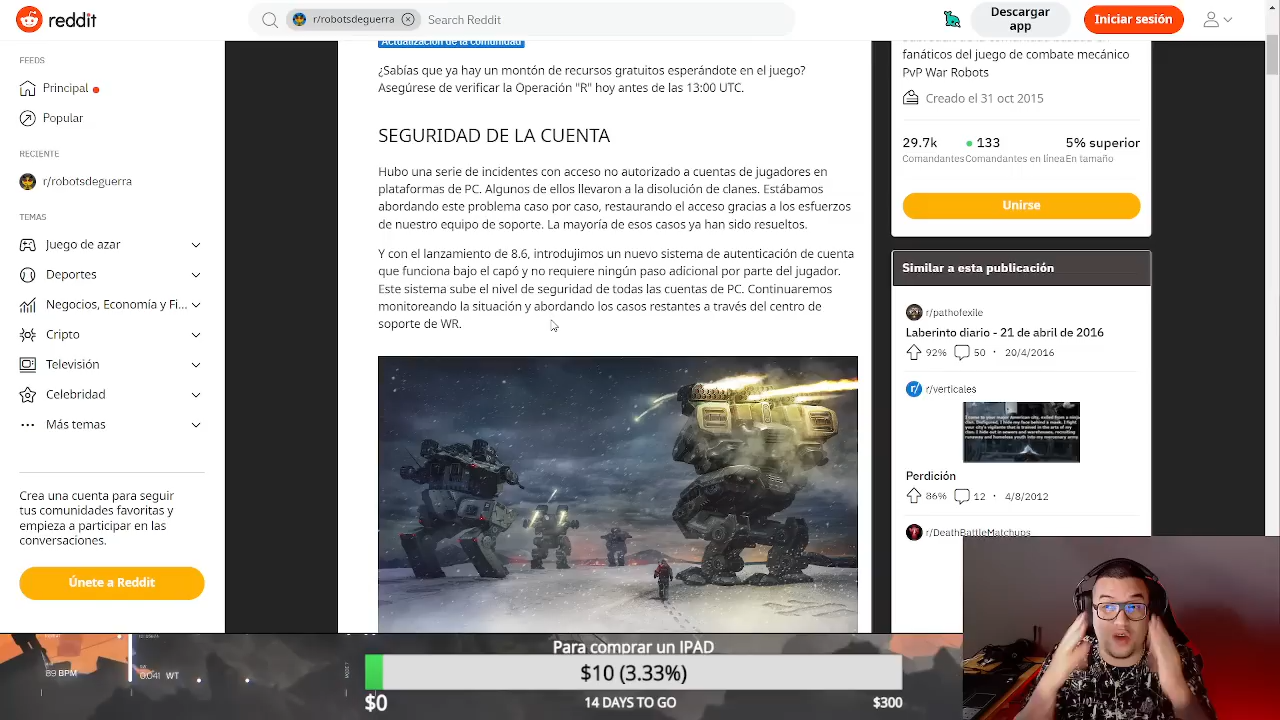 reddit
r/robotsdeguerra
Search Reddit
Descargar app
Iniciar sesión
FEEDS
Principal
Popular
RECIENTE
r/robotsdeguerra
TEMAS
Juego de azar
Deportes
Negocios, Economía y Fi...
Cripto
Televisión
Celebridad
Más temas
Crea una cuenta para seguir
tus comunidades favoritas y
empieza a participar en las
conversaciones.
Únete a Reddit
Actualización de la comunidad
¿Sabías que ya hay un montón de recursos gratuitos esperándote en el juego?
Asegúrese de verificar la Operación "R" hoy antes de las 13:00 UTC.
SEGURIDAD DE LA CUENTA
Hubo una serie de incidentes con acceso no autorizado a cuentas de jugadores en
plataformas de PC. Algunos de ellos llevaron a la disolución de clanes. Estábamos
abordando este problema caso por caso, restaurando el acceso gracias a los esfuerzos
de nuestro equipo de soporte. La mayoría de esos casos ya han sido resueltos.
Y con el lanzamiento de 8.6, introdujimos un nuevo sistema de autenticación de cuenta
que funciona bajo el capó y no requiere ningún paso adicional por parte del jugador.
Este sistema sube el nivel de seguridad de todas las cuentas de PC. Continuaremos
monitoreando la situación y abordando los casos restantes a través del centro de
soporte de WR.
fanáticos del juego de combate mecánico
PvP War Robots
Creado el 31 oct 2015
29.7k 133 5% superior
Comandantes Comandantes en línea En tamaño
Unirse
Similar a esta publicación
r/pathofexile
Laberinto diario - 21 de abril de 2016
92% 50 · 20/4/2016
r/verticales
Perdición
86% 12 · 4/8/2012
r/DeathBattleMatchups
89 BPM
0.041 WT
Para comprar un IPAD
$10 (3.33%)
$0
14 DAYS TO GO
$300